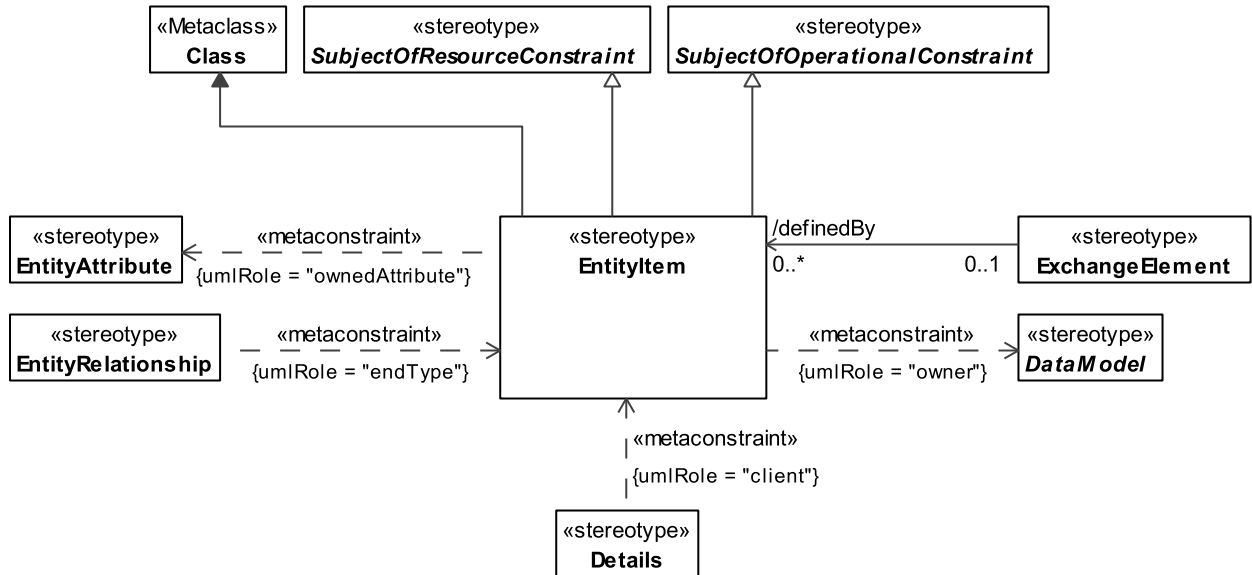 «Metaclass»
Class
«stereotype»
SubjectOfResourceConstraint
«stereotype»
SubjectOfOperationalConstraint
«stereotype»
EntityAttribute
«metaconstraint»
{umlRole = "ownedAttribute"}
«stereotype»
EntityItem
/definedBy
0..*
0..1
«stereotype»
ExchangeElement
«stereotype»
EntityRelationship
«metaconstraint»
{umlRole = "endType"}
«metaconstraint»
{umlRole = "owner"}
«stereotype»
DataModel
«metaconstraint»
{umlRole = "client"}
«stereotype»
Details